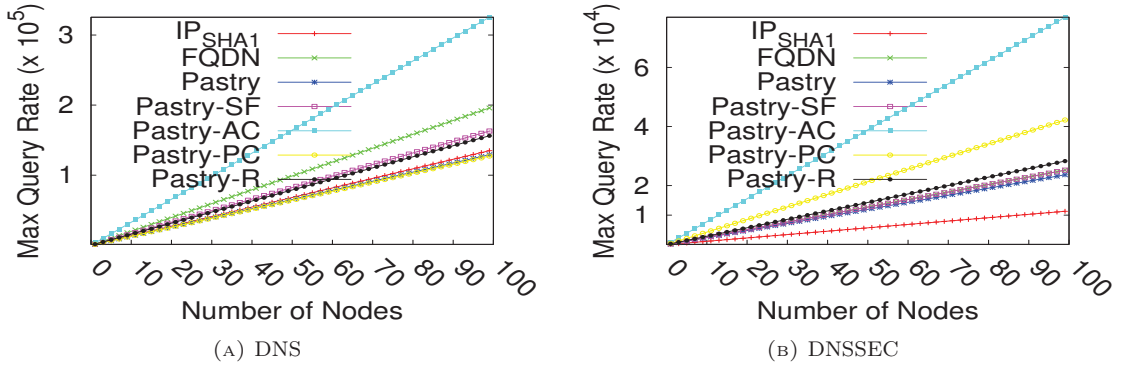 Max Query Rate (x 10^5)
3
2
1
IP_SHA1
FQDN
Pastry
Pastry-SF
Pastry-AC
Pastry-PC
Pastry-R
0 10 20 30 40 50 60 70 80 90 100
Number of Nodes
(A) DNS
Max Query Rate (x 10^4)
6
4
2
1
IP_SHA1
FQDN
Pastry
Pastry-SF
Pastry-AC
Pastry-PC
Pastry-R
0 10 20 30 40 50 60 70 80 90 100
Number of Nodes
(B) DNSSEC